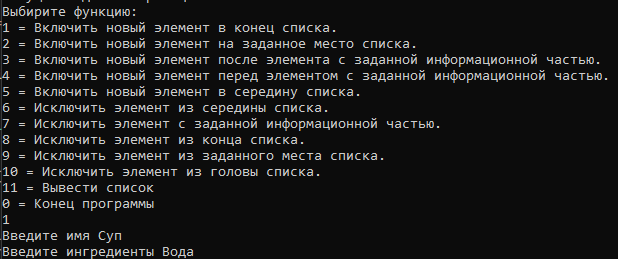 Выбирите функцию:
1 = Включить новый элемент в конец списка.
2 = Включить новый элемент на заданное место списка.
3 = Включить новый элемент после элемента с заданной информационной частью.
4 = Включить новый элемент перед элементом с заданной информационной частью.
5 = Включить новый элемент в середину списка.
6 = Исключить элемент из середины списка.
7 = Исключить элемент с заданной информационной частью.
8 = Исключить элемент из конца списка.
9 = Исключить элемент из заданного места списка.
10 = Исключить элемент из головы списка.
11 = Вывести список
0 = Конец программы
1
Введите имя Суп
Введите ингредиенты Вода